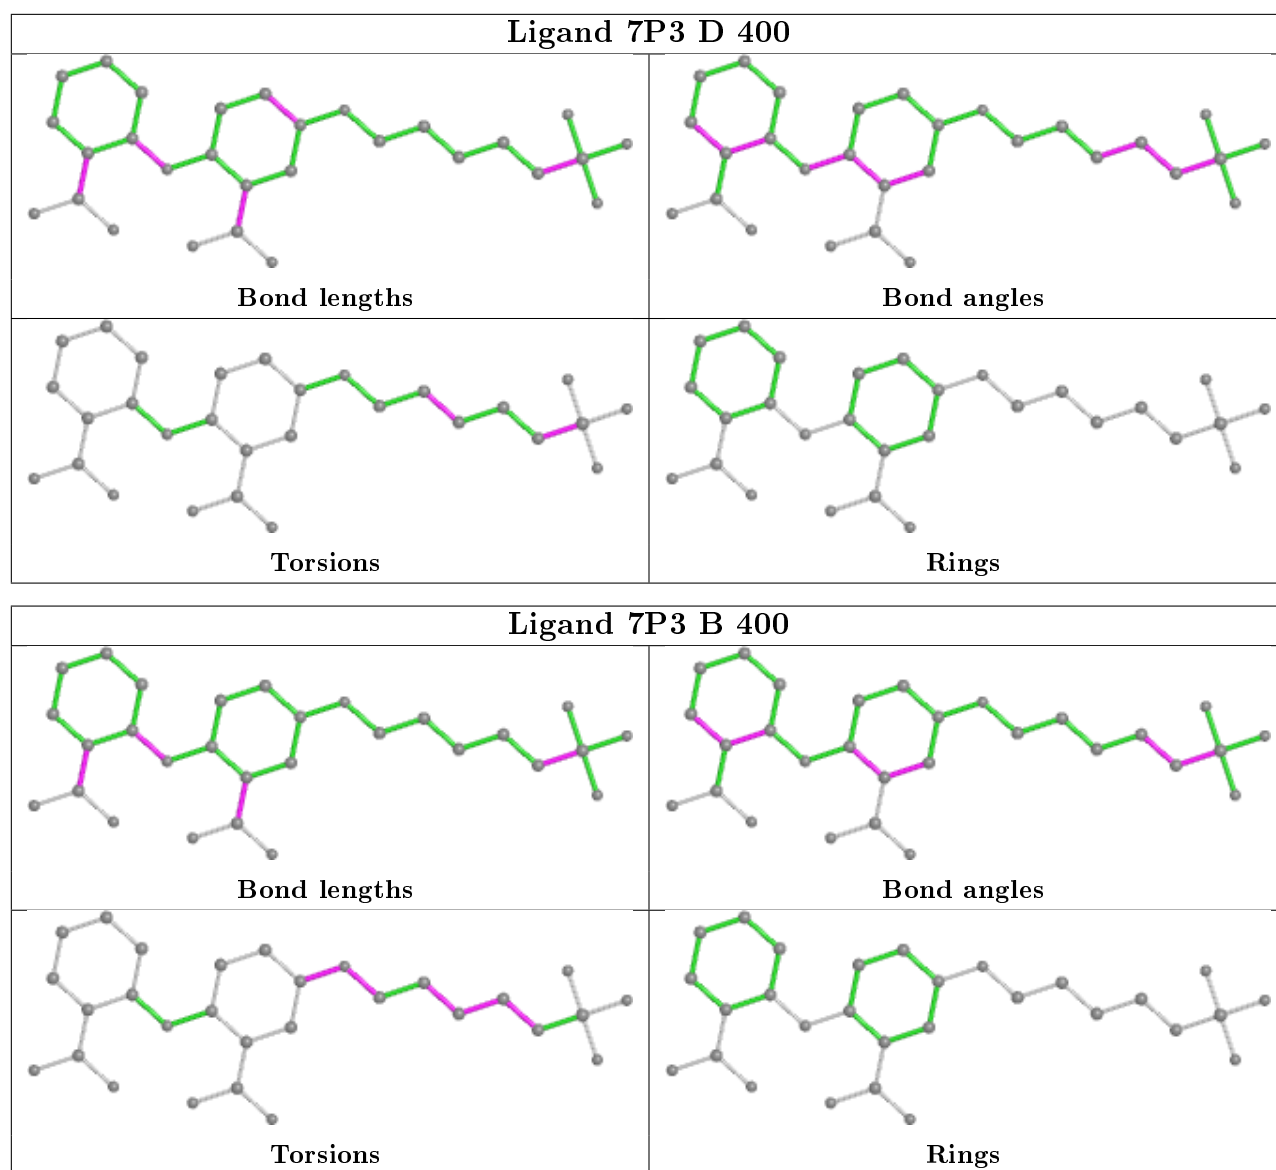 Ligand 7P3 D 400
Bond lengths
Bond angles
Torsions
Rings
Ligand 7P3 B 400
Bond lengths
Bond angles
Torsions
Rings